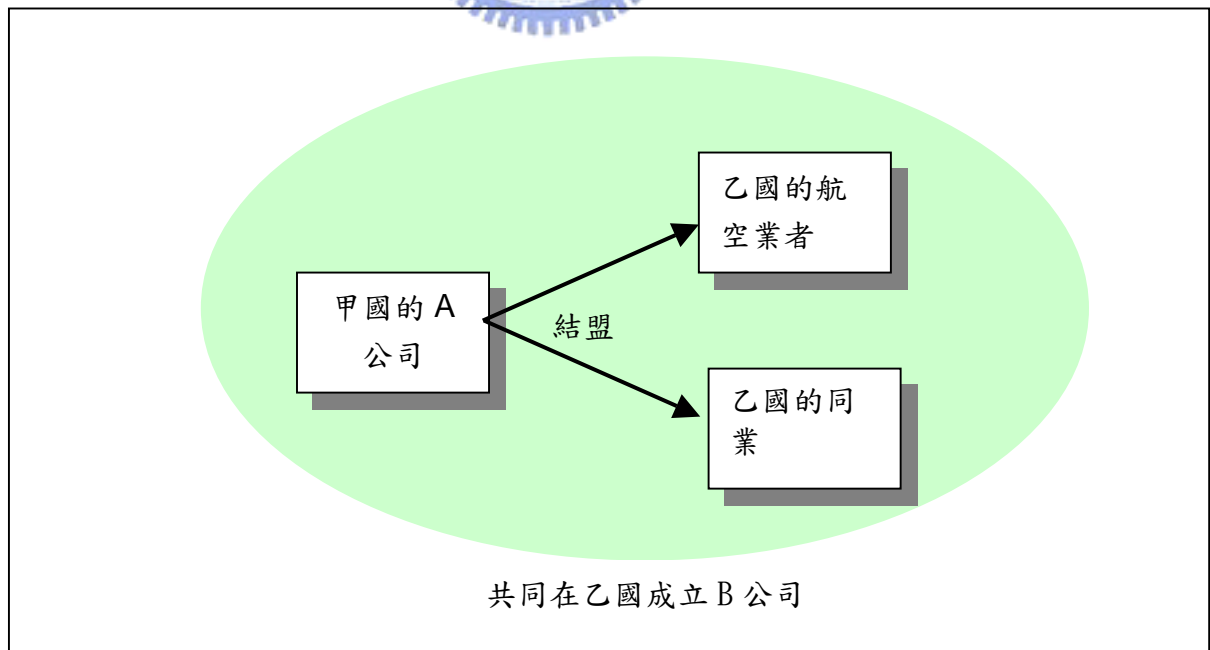 乙國的航
空業者
甲國的 A
公司
結盟
乙國的同
業
共同在乙國成立 B 公司